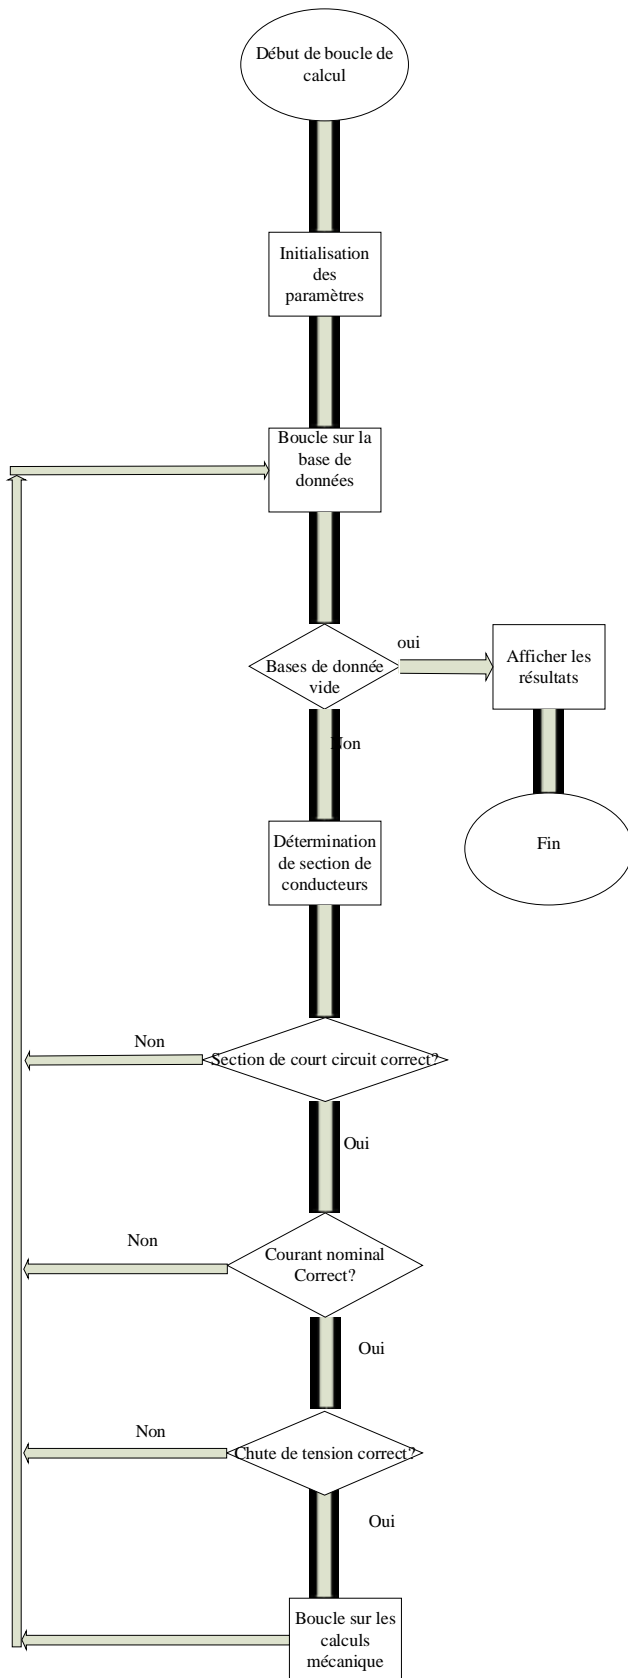 Début de boucle de
calcul
Initialisation
des
paramètres
Boucle sur la
base de
données
oui
Bases de donnée
vide
Afficher les
résultats
Non
Fin
Détermination
de section de
conducteurs
Non
Section de court circuit correct?
Oui
Non
Courant nominal
Correct?
Oui
Non
Chute de tension correct?
Oui
Boucle sur les
calculs
mécanique